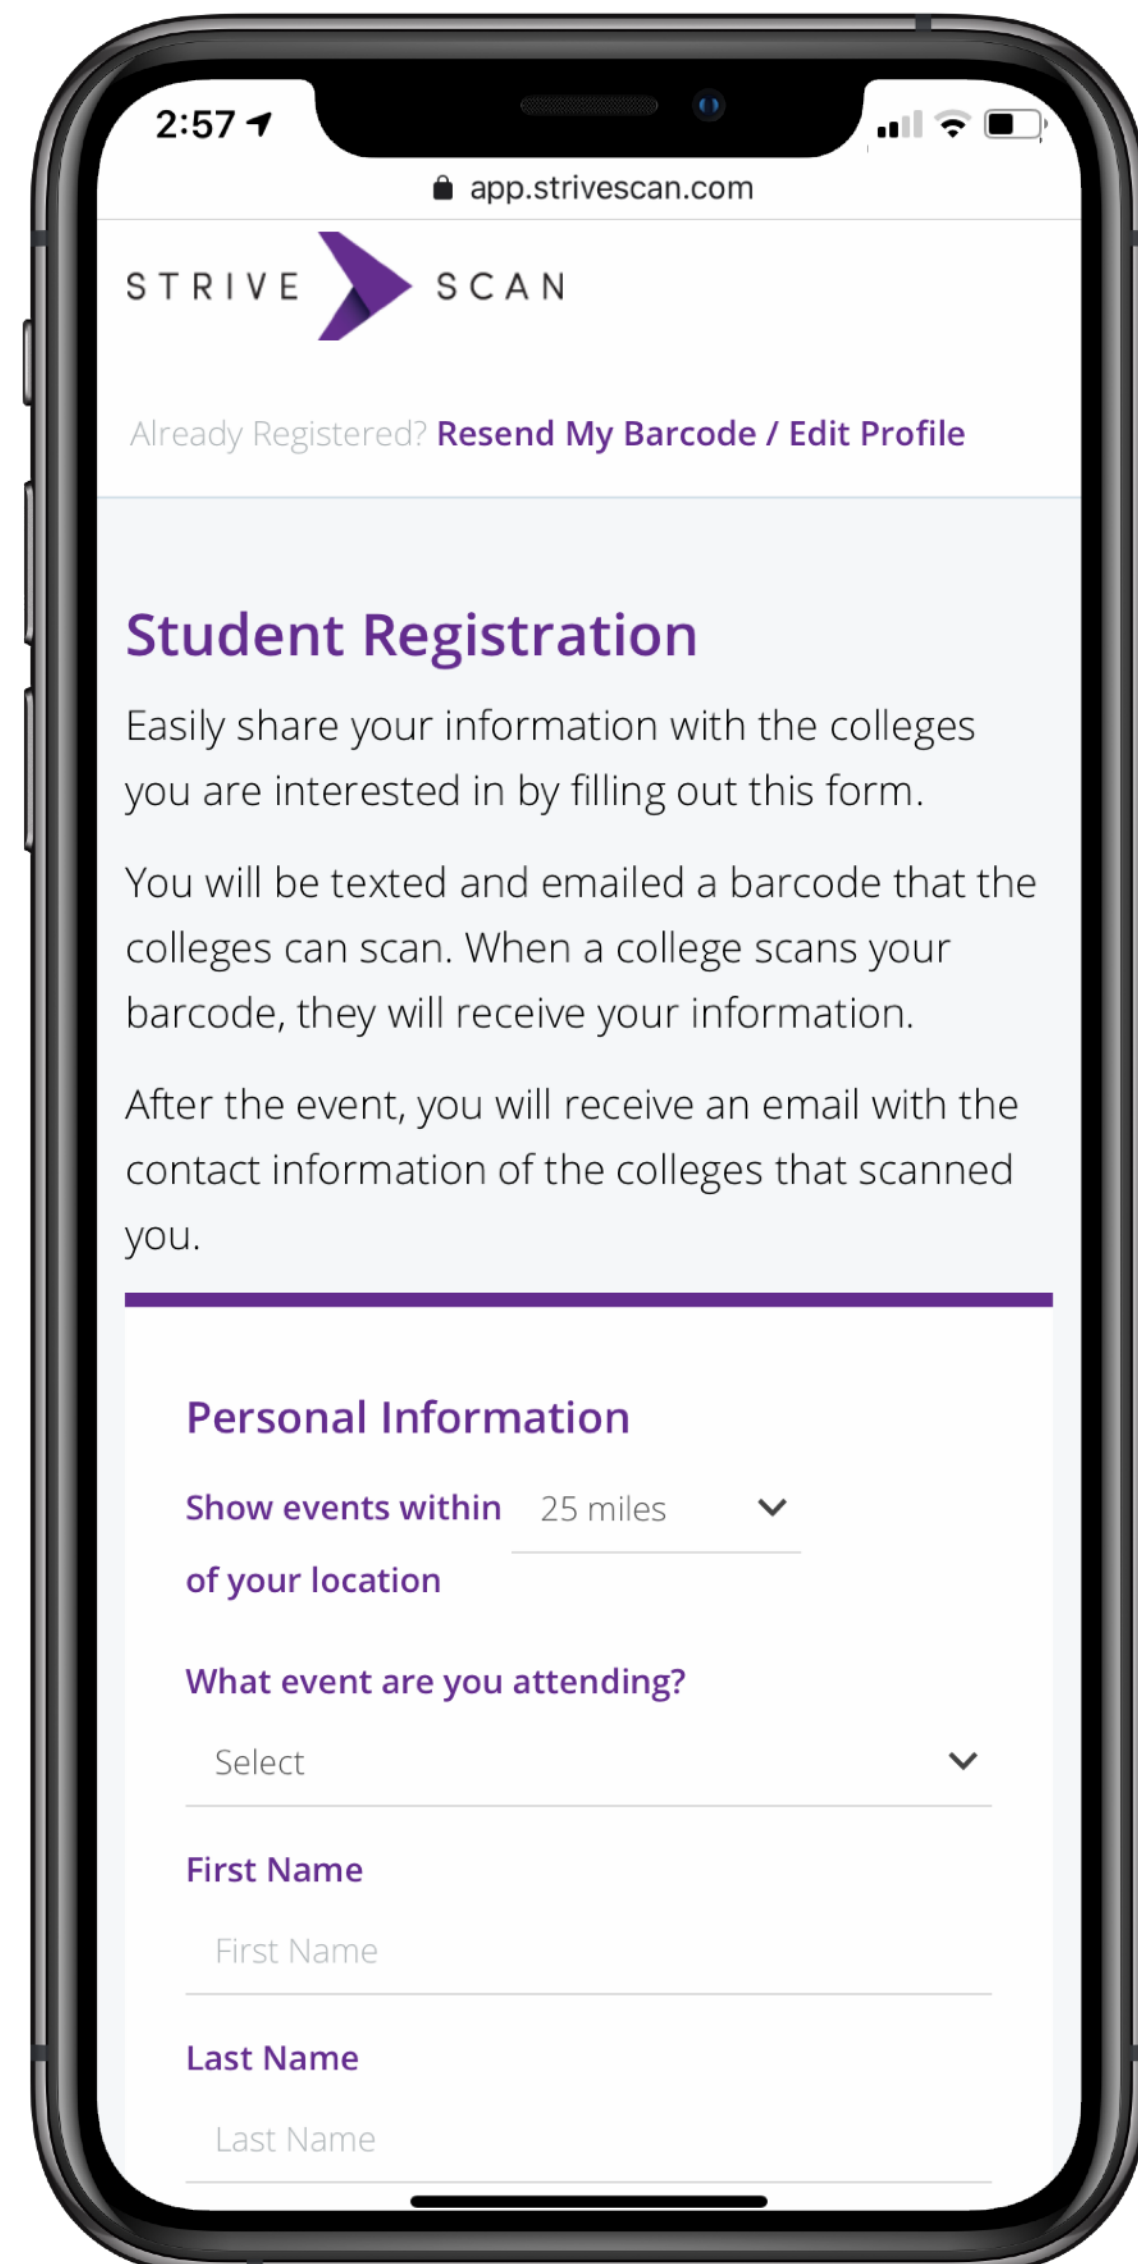 2:57
app.strivescan.com
STRIVE SCAN
Already Registered? Resend My Barcode / Edit Profile
Student Registration
Easily share your information with the colleges
you are interested in by filling out this form.
You will be texted and emailed a barcode that the
colleges can scan. When a college scans your
barcode, they will receive your information.
After the event, you will receive an email with the
contact information of the colleges that scanned
you.
Personal Information
Show events within 25 miles
of your location
What event are you attending?
Select
First Name
First Name
Last Name
Last Name